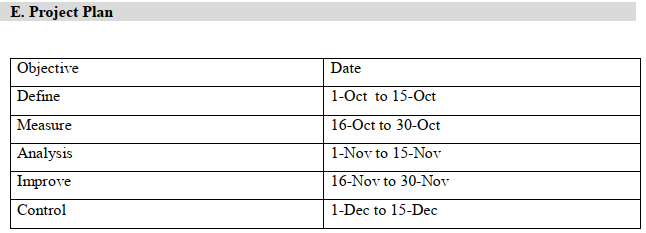 E. Project Plan
Objective Date
Define 1-Oct to 15-Oct
Measure 16-Oct to 30-Oct
Analysis 1-Nov to 15-Nov
Improve 16-Nov to 30-Nov
Control 1-Dec to 15-Dec